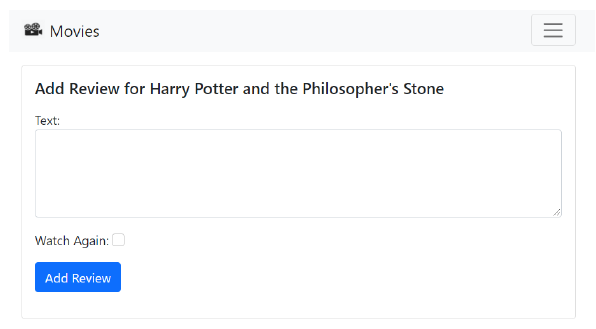 Movies
Add Review for Harry Potter and the Philosopher's Stone
Text:
Watch Again:
Add Review